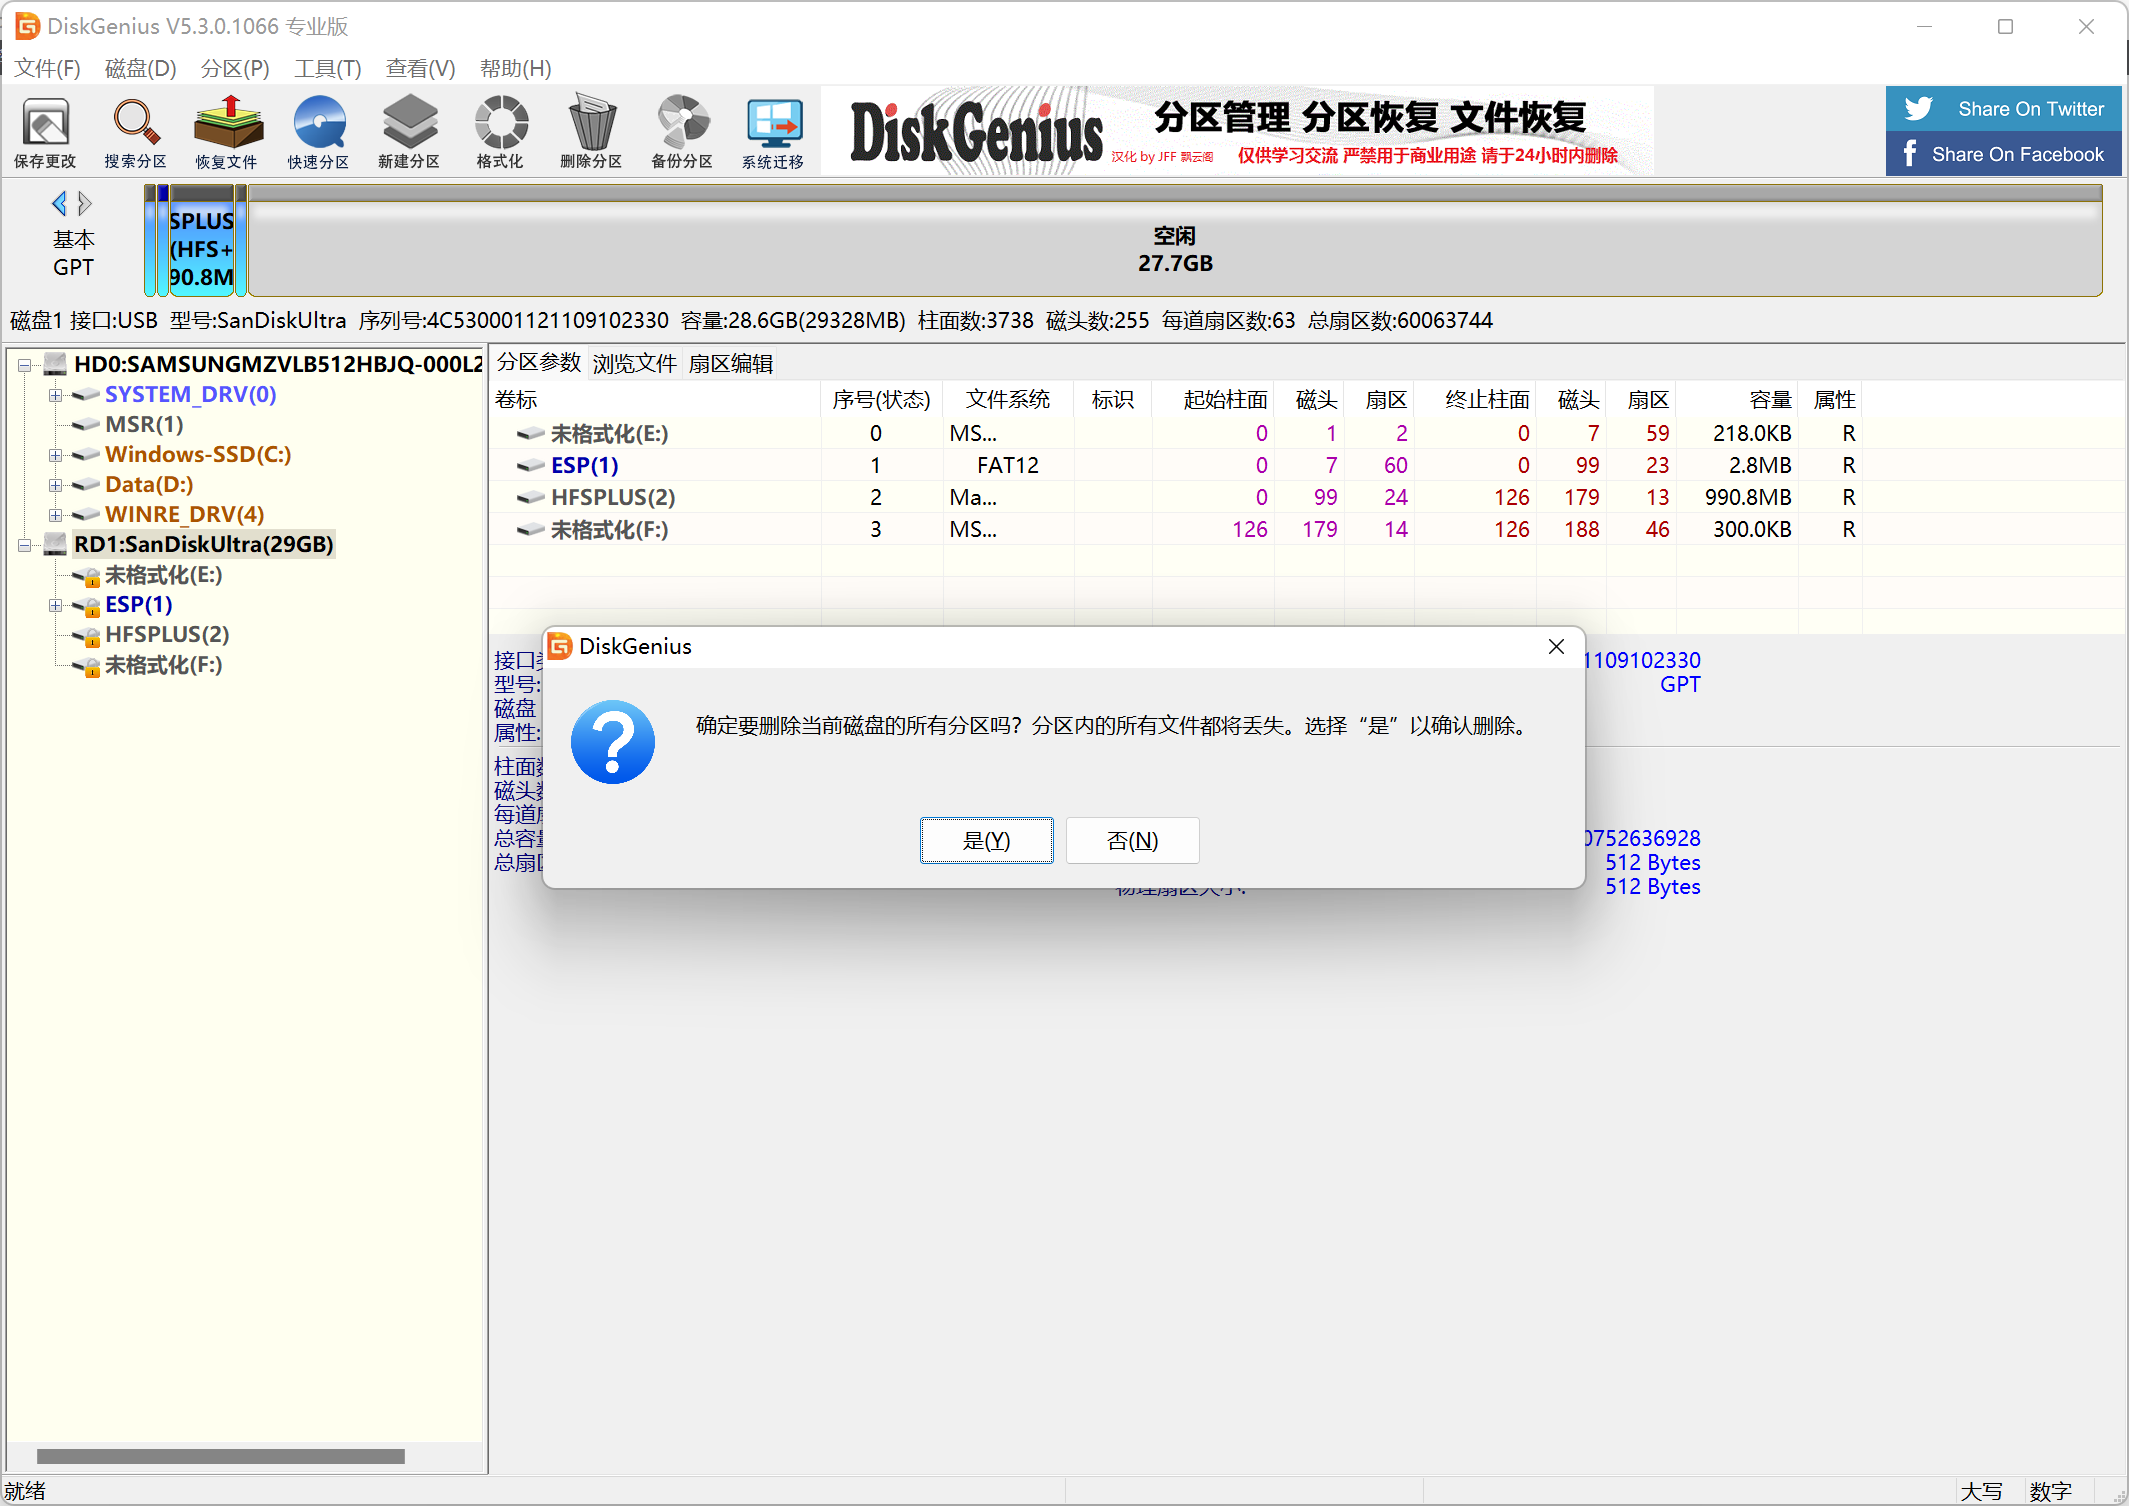 DiskGenius V5.3.0.1066 专业版
文件(F) 磁盘(D) 分区(P) 工具(T) 查看(V) 帮助(H)
保存更改 搜索分区 恢复文件 快速分区 新建分区 格式化 删除分区 备份分区 系统迁移
DiskGenius
汉化 by JFF 飘云阁
分区管理 分区恢复 文件恢复
仅供学习交流 严禁用于商业用途 请于24小时内删除
Share On Twitter
Share On Facebook
基本
GPT
SPLUS
(HFS+
90.8M
空闲
27.7GB
磁盘1 接口:USB 型号:SanDiskUltra 序列号:4C530001121109102330 容量:28.6GB(29328MB) 柱面数:3738 磁头数:255 每道扇区数:63 总扇区数:60063744
HD0:SAMSUNGMZVLB512HBJQ-000L2
SYSTEM_DRV(0)
MSR(1)
Windows-SSD(C:)
Data(D:)
WINRE_DRV(4)
RD1:SanDiskUltra(29GB)
未格式化(E:)
ESP(1)
HFSPLUS(2)
未格式化(F:)
分区参数 浏览文件 扇区编辑
卷标 序号(状态) 文件系统 标识 起始柱面 磁头 扇区 终止柱面 磁头 扇区 容量 属性
未格式化(E:) 0 MS... 0 1 2 0 7 59 218.0KB R
ESP(1) 1 FAT12 0 7 60 0 99 23 2.8MB R
HFSPLUS(2) 2 Ma... 0 99 24 126 179 13 990.8MB R
未格式化(F:) 3 MS... 126 179 14 126 188 46 300.0KB R
接口 1109102330
型号: GPT
磁盘
属性:
柱面
磁头
每道
总容 0752636928
总扇 512 Bytes
512 Bytes
DiskGenius
确定要删除当前磁盘的所有分区吗？分区内的所有文件都将丢失。选择“是”以确认删除。
是(Y) 否(N)
就绪 大写 数字